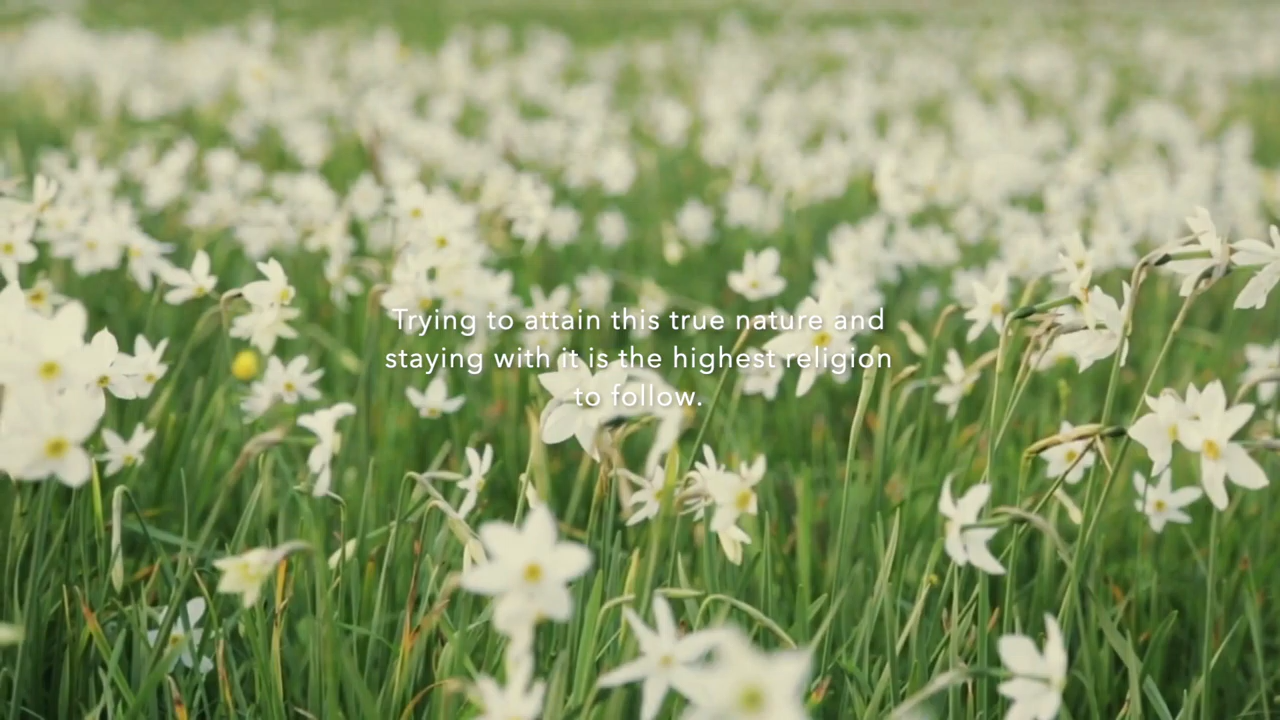 Trying to attain this true nature and
staying with it is the highest religion
to follow.